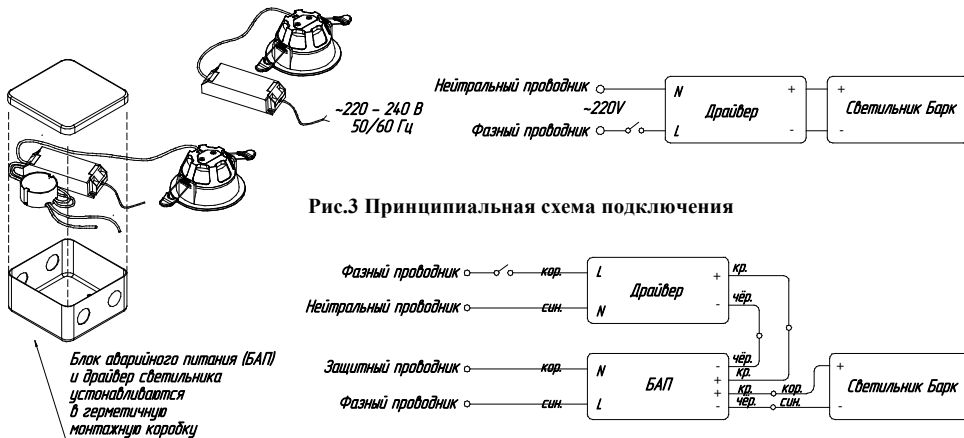 ~220 – 240 В
50/60 Гц
Нейтральный проводник
~220V
Фазный проводник
N
L
Драйвер
+
-
+
-
Светильник Барк
Рис.3 Принципиальная схема подключения
Фазный проводник
кор.
L
Нейтральный проводник
син.
N
Драйвер
+
-
кр.
чёр.
Защитный проводник
кор.
N
Фазный проводник
син.
L
БАП
-
+
+
-
чёр.
кр.
кр.
чёр.
кор.
син.
+
-
Светильник Барк
Блок аварийного питания (БАП)
и драйвер светильника
устонавливаются
в герметичную
монтажную коробку